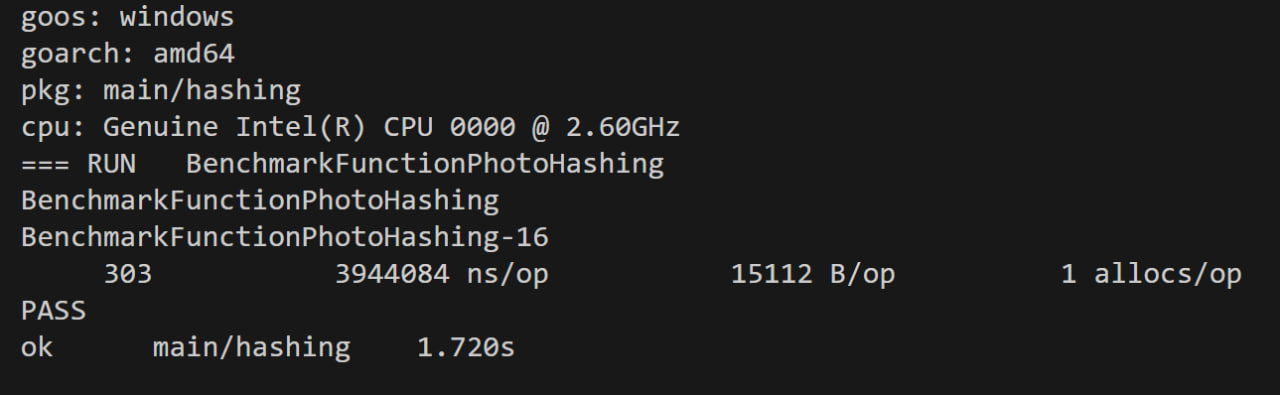 goos: windows
goarch: amd64
pkg: main/hashing
cpu: Genuine Intel(R) CPU 0000 @ 2.60GHz
=== RUN   BenchmarkFunctionPhotoHashing
BenchmarkFunctionPhotoHashing
BenchmarkFunctionPhotoHashing-16
     303           3944084 ns/op           15112 B/op          1 allocs/op
PASS
ok      main/hashing    1.720s